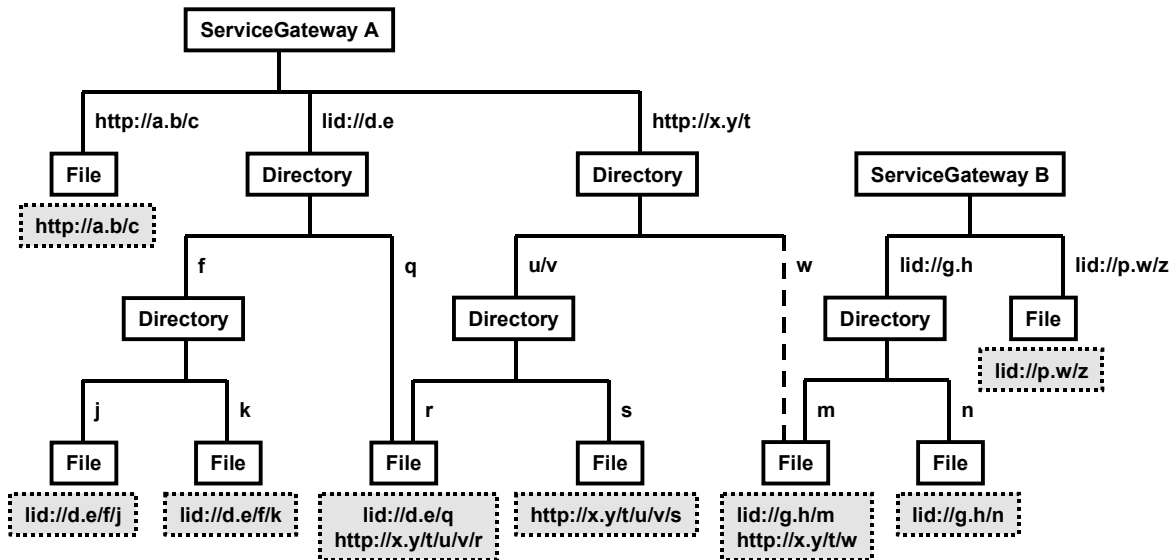 ServiceGateway A
http://a.b/c
lid://d.e
http://x.y/t
File
Directory
Directory
ServiceGateway B
http://a.b/c
f
q
u/v
w
lid://g.h
lid://p.w/z
Directory
Directory
Directory
File
lid://p.w/z
j
k
r
s
m
n
File
File
File
File
File
File
lid://d.e/f/j
lid://d.e/f/k
lid://d.e/q
http://x.y/t/u/v/r
http://x.y/t/u/v/s
lid://g.h/m
http://x.y/t/w
lid://g.h/n